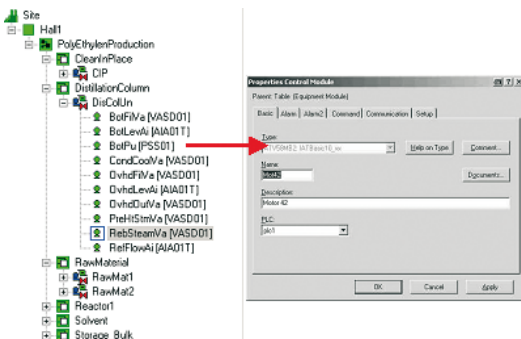 Site
Hall1
PolyEthylenProduction
CleanInPlace
CIP
DistillationColumn
DisColUn
BotFilVa [VASD01]
BotLevAi [AIA01T]
BotPu [PSS01]
CondCoolVa [VASD01]
OvhdFilVa [VASD01]
OvhdLevAi [AIA01T]
OvhdOutVa [VASD01]
PreHtStmVa [VASD01]
RebSteamVa [VASD01]
RefFlowAi [AIA01T]
RawMaterial
RawMat1
RawMat2
Reactor1
Solvent
Storage_Bulk
Properties Control Module
Parent: Table (Equipment Module)
Basic Alarm Alarm2 Command Communication Setup
Type:
Help on Type
Comment...
Name:
Mot42
Documents...
Description:
Motor 42
PLC:
plc1
OK Cancel Apply